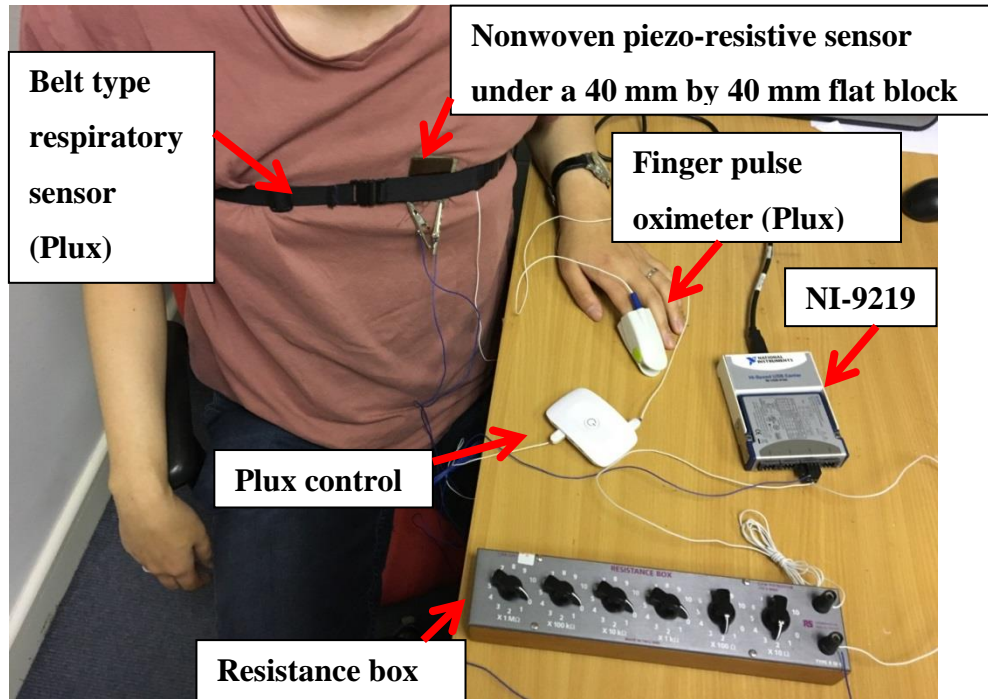 Nonwoven piezo-resistive sensor
under a 40 mm by 40 mm flat block
Belt type
respiratory
sensor
(Plux)
Finger pulse
oximeter (Plux)
NI-9219
NATIONAL
INSTRUMENTS
Plux control
RESISTANCE BOX
X 1 MΩ
X 100 kΩ
X 10 kΩ
X 1 kΩ
X 100 Ω
X 10 Ω
Resistance box